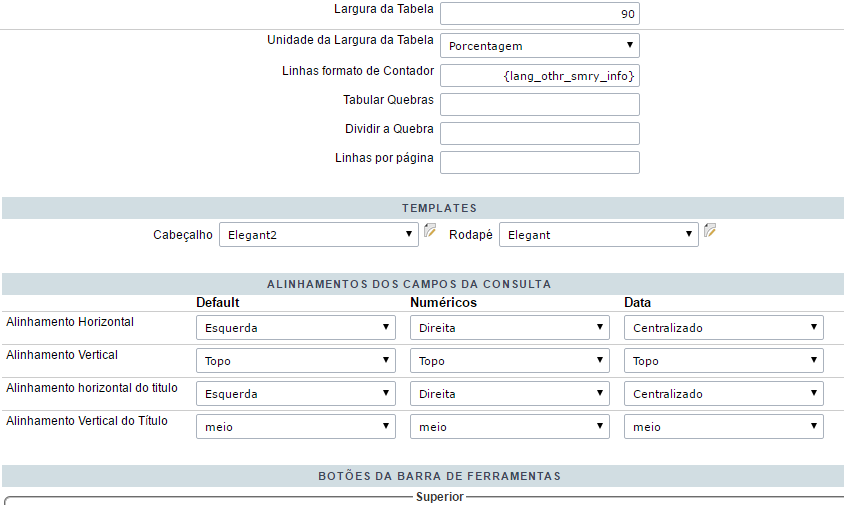 Largura da Tabela 90
Unidade da Largura da Tabela Porcentagem
Linhas formato de Contador {lang_othr_smry_info}
Tabular Quebras
Dividir a Quebra
Linhas por página
TEMPLATES
Cabeçalho Elegant2 Rodapé Elegant
ALINHAMENTOS DOS CAMPOS DA CONSULTA
Default Numéricos Data
Alinhamento Horizontal Esquerda Direita Centralizado
Alinhamento Vertical Topo Topo Topo
Alinhamento horizontal do titulo Esquerda Direita Centralizado
Alinhamento Vertical do Título meio meio meio
BOTÕES DA BARRA DE FERRAMENTAS
Superior